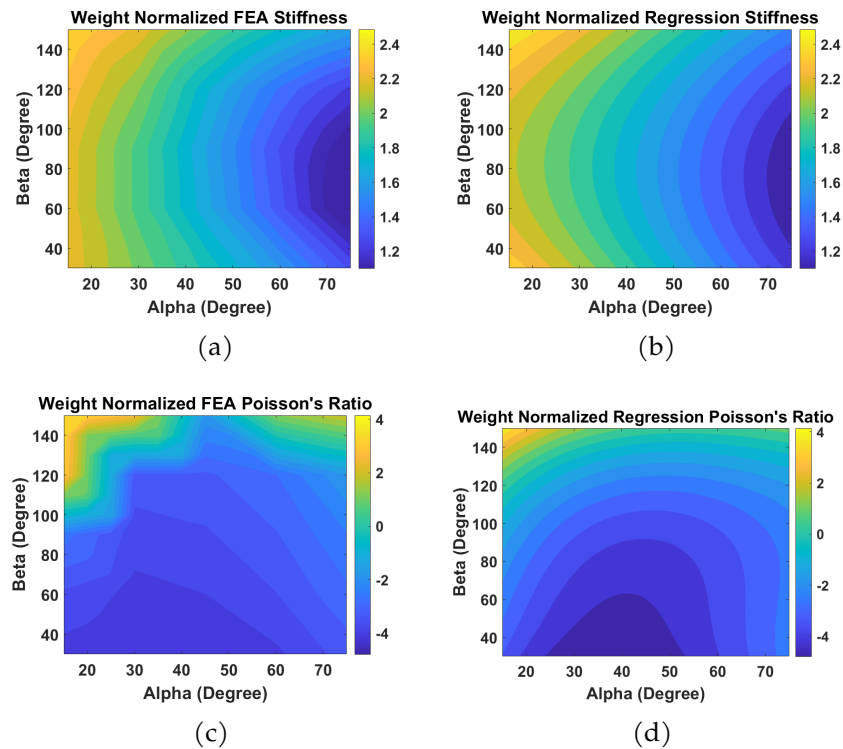 Weight Normalized FEA Stiffness
140
120
100
80
60
40
20 30 40 50 60 70
2.4
2.2
2
1.8
1.6
1.4
1.2
Beta (Degree)
Alpha (Degree)
(a)
Weight Normalized Regression Stiffness
140
120
100
80
60
40
20 30 40 50 60 70
2.4
2.2
2
1.8
1.6
1.4
1.2
Beta (Degree)
Alpha (Degree)
(b)
Weight Normalized FEA Poisson's Ratio
140
120
100
80
60
40
20 30 40 50 60 70
4
2
0
-2
-4
Beta (Degree)
Alpha (Degree)
(c)
Weight Normalized Regression Poisson's Ratio
140
120
100
80
60
40
20 30 40 50 60 70
4
2
0
-2
-4
Beta (Degree)
Alpha (Degree)
(d)